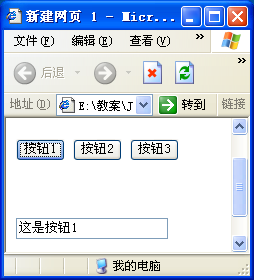 新建网页 1 - Micr...
文件(F) 编辑(E) 查看(V) »
后退 »
地址(D) E:\教案\J 转到 链接
按钮1 按钮2 按钮3
这是按钮1
我的电脑